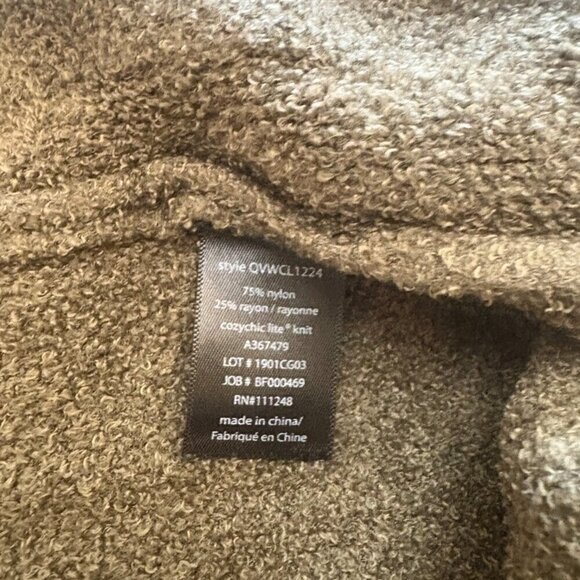 style QVWCL1224
75% nylon
25% rayon / rayonne
cozychic lite® knit
A367479
LOT # 1901CG03
JOB # BF000469
RN#111248
made in china/
Fabriqué en Chine